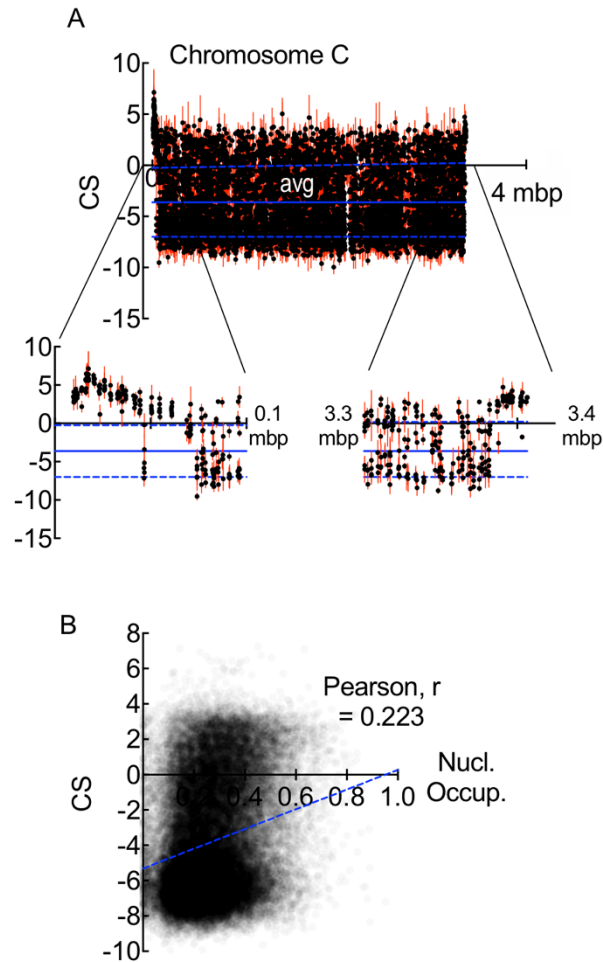 A
Chromosome C
10
5
0
-5
-10
-15
CS
0
avg
4 mbp
10
5
0
-5
-10
-15
0.1
mbp
3.3
mbp
3.4
mbp
B
8
6
4
2
0
-2
-4
-6
-8
-10
CS
Pearson, r
= 0.223
0.2 0.4 0.6 0.8 1.0
Nucl.
Occup.